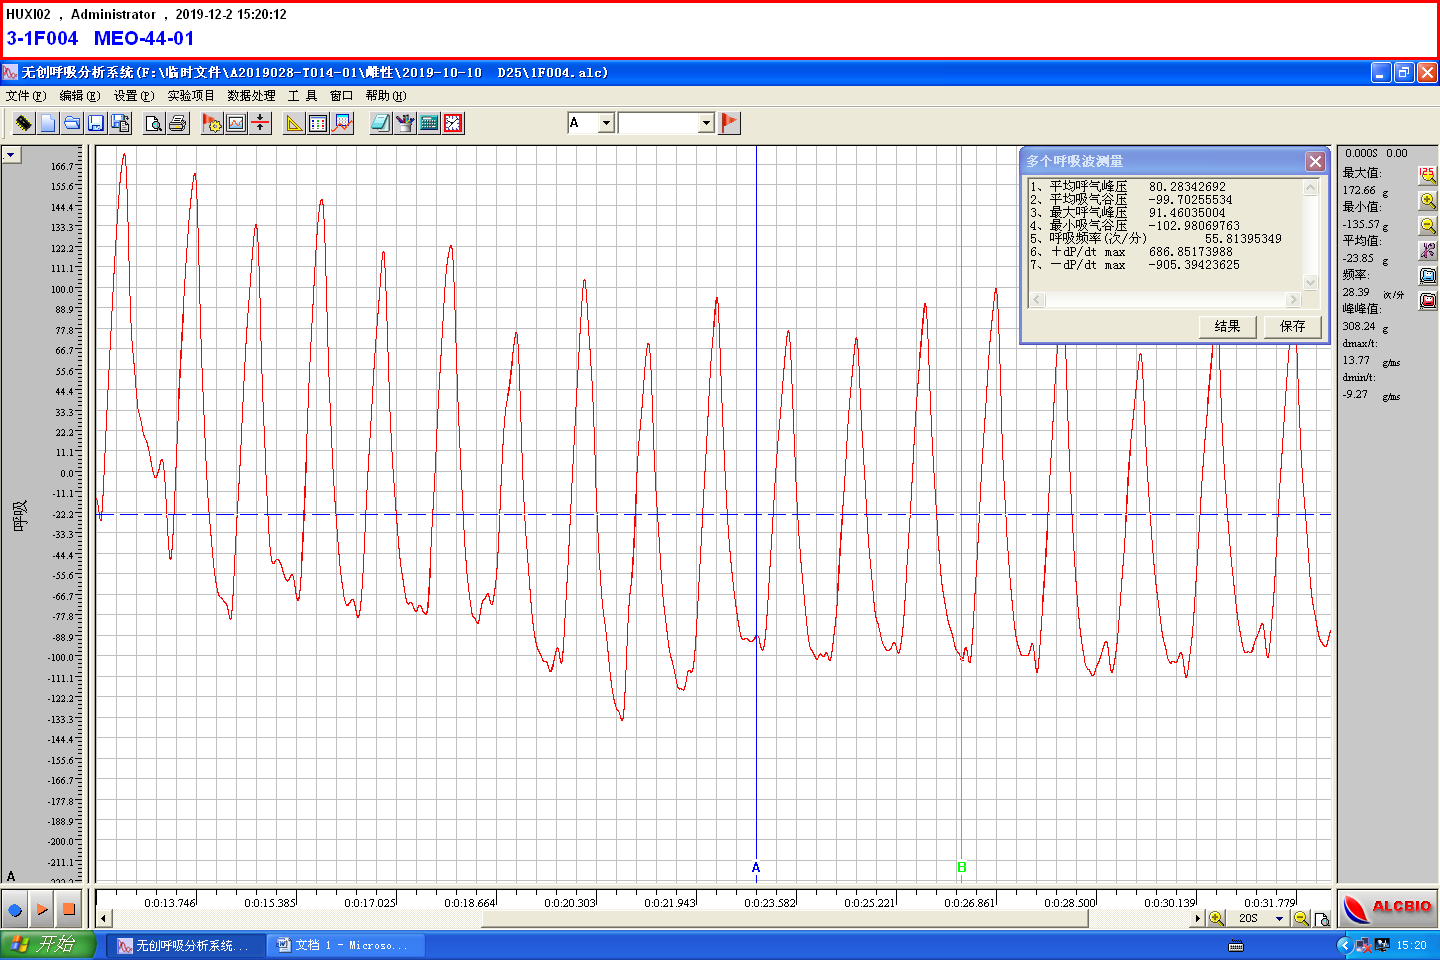 HUXI02 , Administrator , 2019-12-2 15:20:12
3-1F004 MEO-44-01
无创呼吸分析系统(F:\临时文件\A2019028-T014-01\雌性\2019-10-10 D25\1F004.alc)
文件(F) 编辑(E) 设置(P) 实验项目 数据处理 工具 窗口 帮助(H)
A
多个呼吸波测量
1、平均呼气峰压 80.28342692
2、平均吸气谷压 -99.70255534
3、最大呼气峰压 91.46035004
4、最小吸气谷压 -102.98069763
5、呼吸频率(次/分) 55.81395349
6、+dP/dt max 686.85173988
7、-dP/dt max -905.39423625
结果 保存
0.000S 0.00
最大值:
172.66 g
最小值:
-135.57 g
平均值:
-23.85 g
频率:
28.39 次/分
峰峰值:
308.24 g
dmax/t:
13.77 g/ms
dmin/t:
-9.27 g/ms
125
166.7
155.6
144.4
133.3
122.2
111.1
100.0
88.9
77.8
66.7
55.6
44.4
33.3
22.2
11.1
0.0
-11.1
-22.2
-33.3
-44.4
-55.6
-66.7
-77.8
-88.9
-100.0
-111.1
-122.2
-133.3
-144.4
-155.6
-166.7
-177.8
-188.9
-200.0
-211.1
呼吸
A
A B
0:0:13.746 0:0:15.385 0:0:17.025 0:0:18.664 0:0:20.303 0:0:21.943 0:0:23.582 0:0:25.221 0:0:26.861 0:0:28.500 0:0:30.139 0:0:31.779
20S
ALCBIO
开始 无创呼吸分析系统... 文档 1 - Microso... 15:20